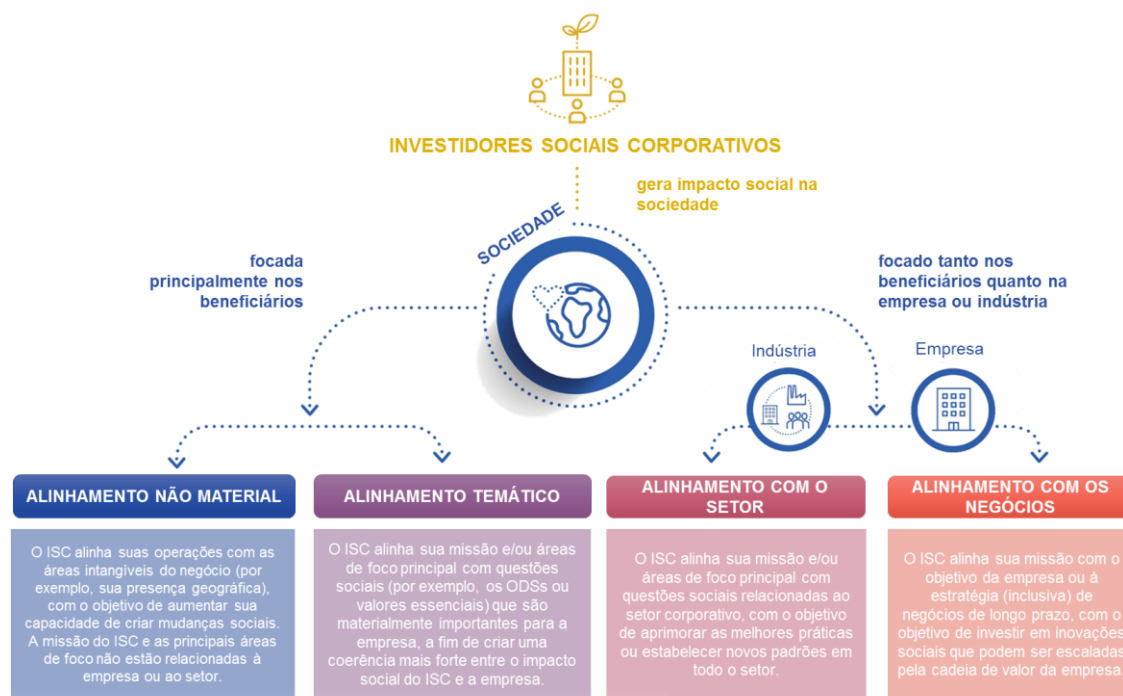 INVESTIDORES SOCIAIS CORPORATIVOS
gera impacto social na
sociedade
SOCIEDADE
focada
principalmente nos
beneficiários
focado tanto nos
beneficiários quanto na
empresa ou indústria
Indústria
Empresa
ALINHAMENTO NÃO MATERIAL
O ISC alinha suas operações com as
áreas intangíveis do negócio (por
exemplo, sua presença geográfica),
com o objetivo de aumentar sua
capacidade de criar mudanças sociais.
A missão do ISC e as principais áreas
de foco não estão relacionadas à
empresa ou ao setor.
ALINHAMENTO TEMÁTICO
O ISC alinha sua missão e/ou áreas
de foco principal com questões
sociais (por exemplo, os ODSs ou
valores essenciais) que são
materialmente importantes para a
empresa, a fim de criar uma
coerência mais forte entre o impacto
social do ISC e a empresa.
ALINHAMENTO COM O
SETOR
O ISC alinha sua missão e/ou
áreas de foco principal com
questões sociais relacionadas ao
setor corporativo, com o objetivo
de aprimorar as melhores práticas
ou estabelecer novos padrões em
todo o setor.
ALINHAMENTO COM OS
NEGÓCIOS
O ISC alinha sua missão com o
objetivo da empresa ou à
estratégia (inclusiva) de
negócios de longo prazo, com o
objetivo de investir em inovações
sociais que podem ser escaladas
pela cadeia de valor da empresa.